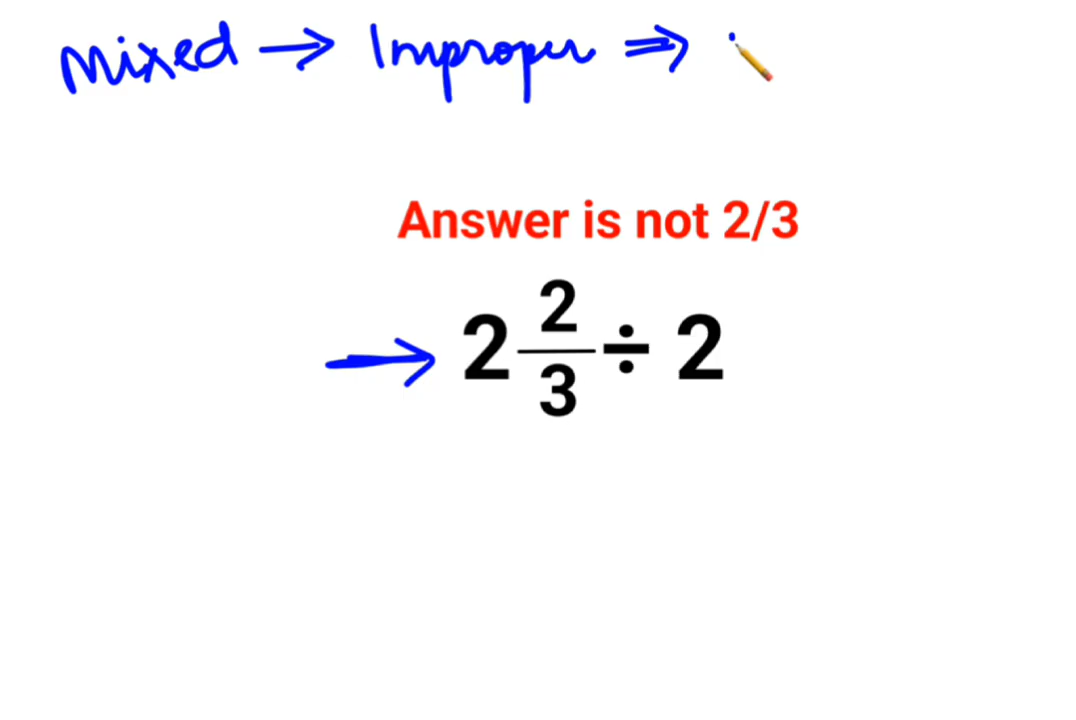 Mixed → Improper ⇒
Answer is not 2/3
→ 2 2/3 ÷ 2